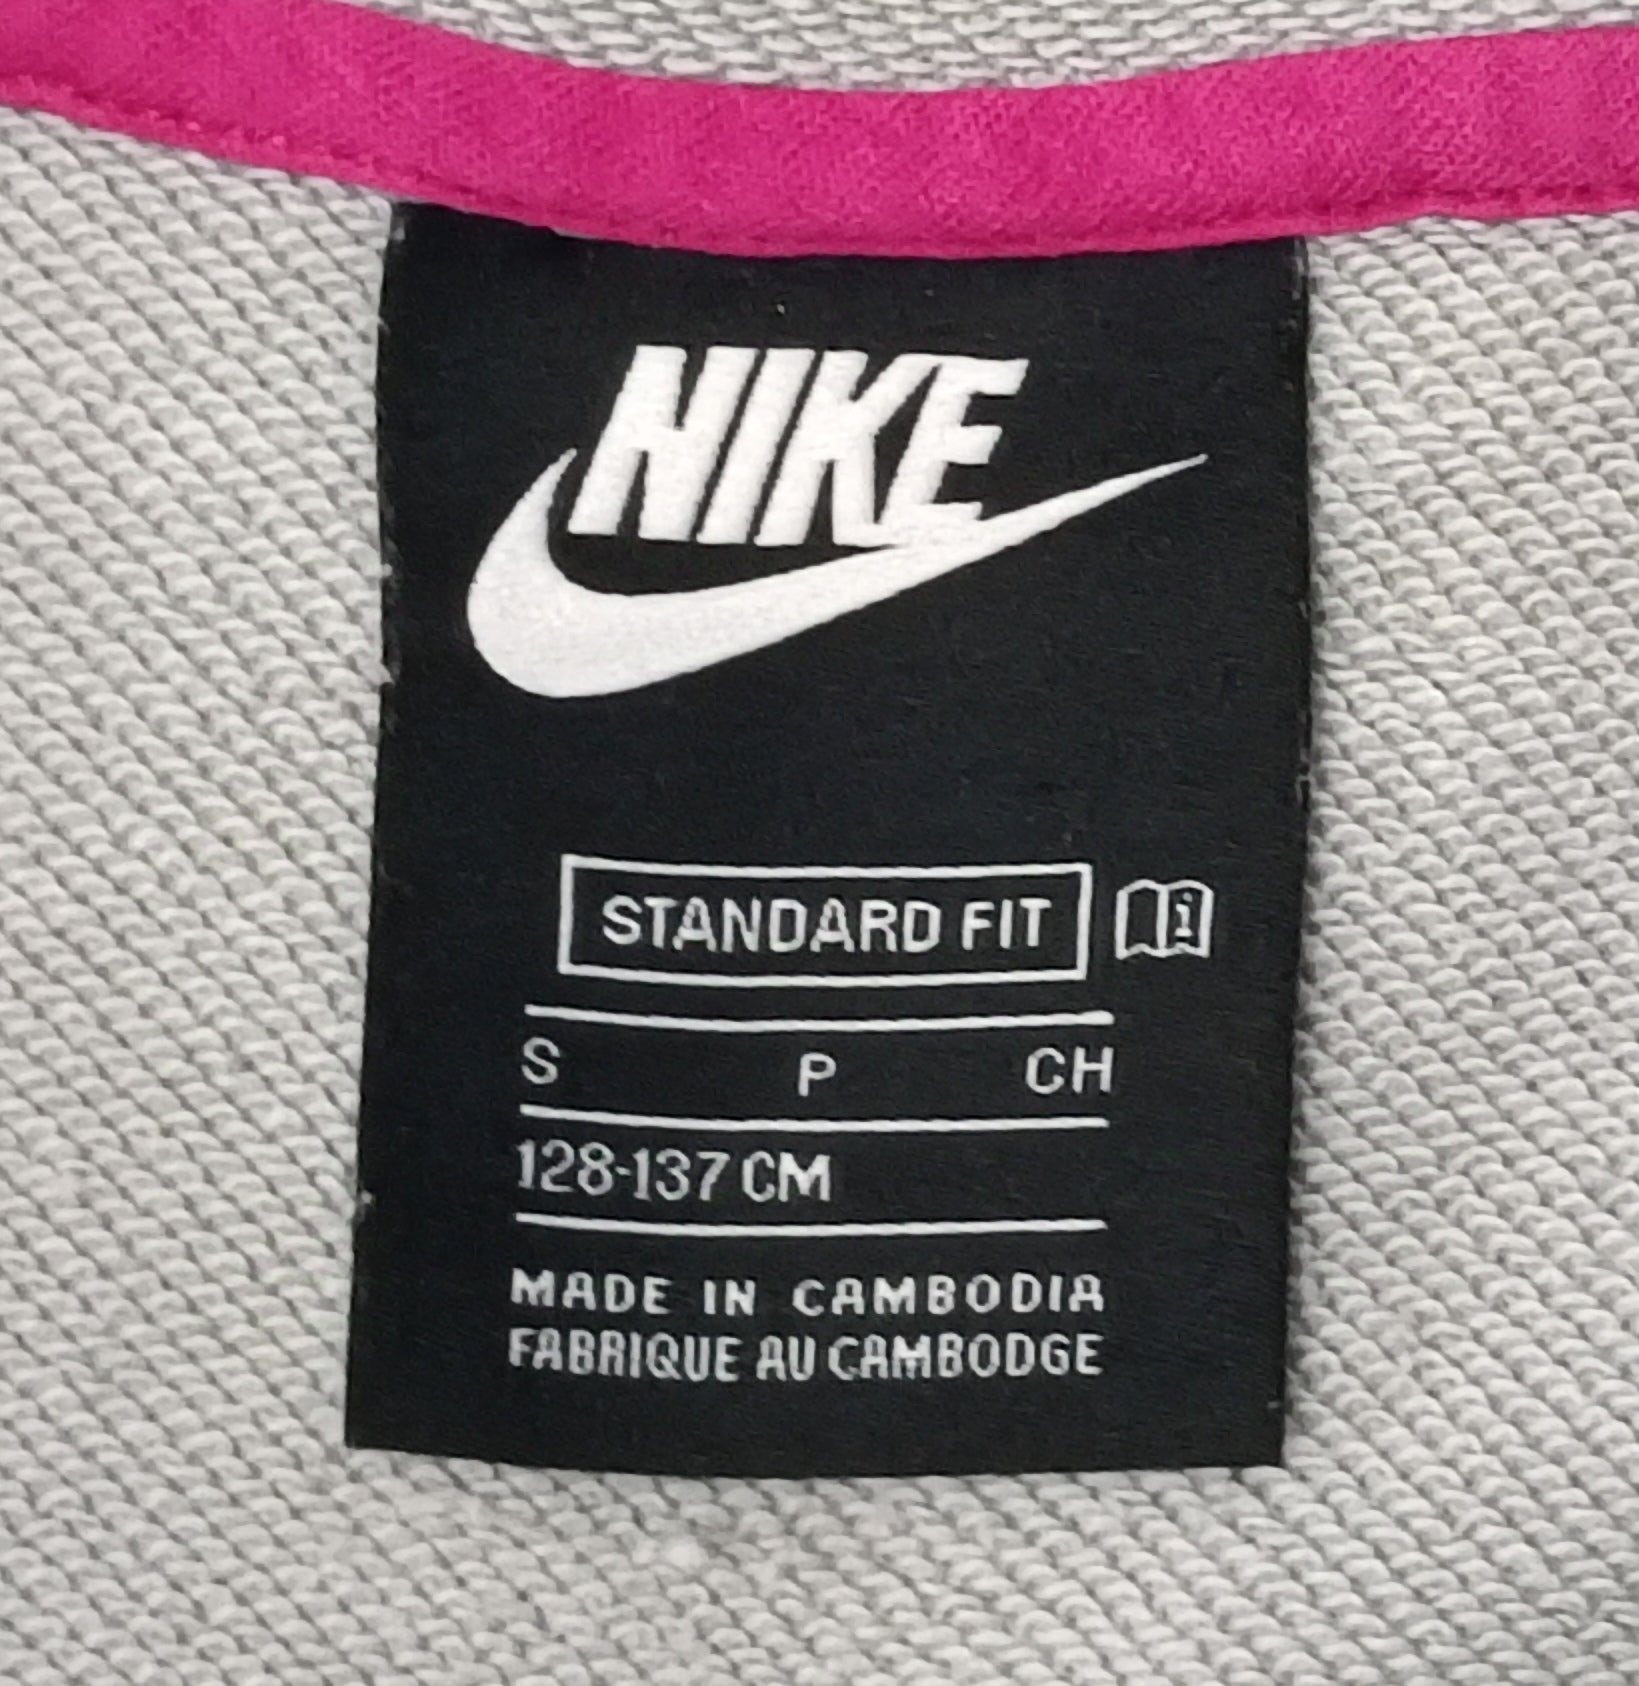 NIKE
STANDARD FIT i
S P CH
128-137 CM
MADE IN CAMBODIA
FABRIQUE AU CAMBODGE